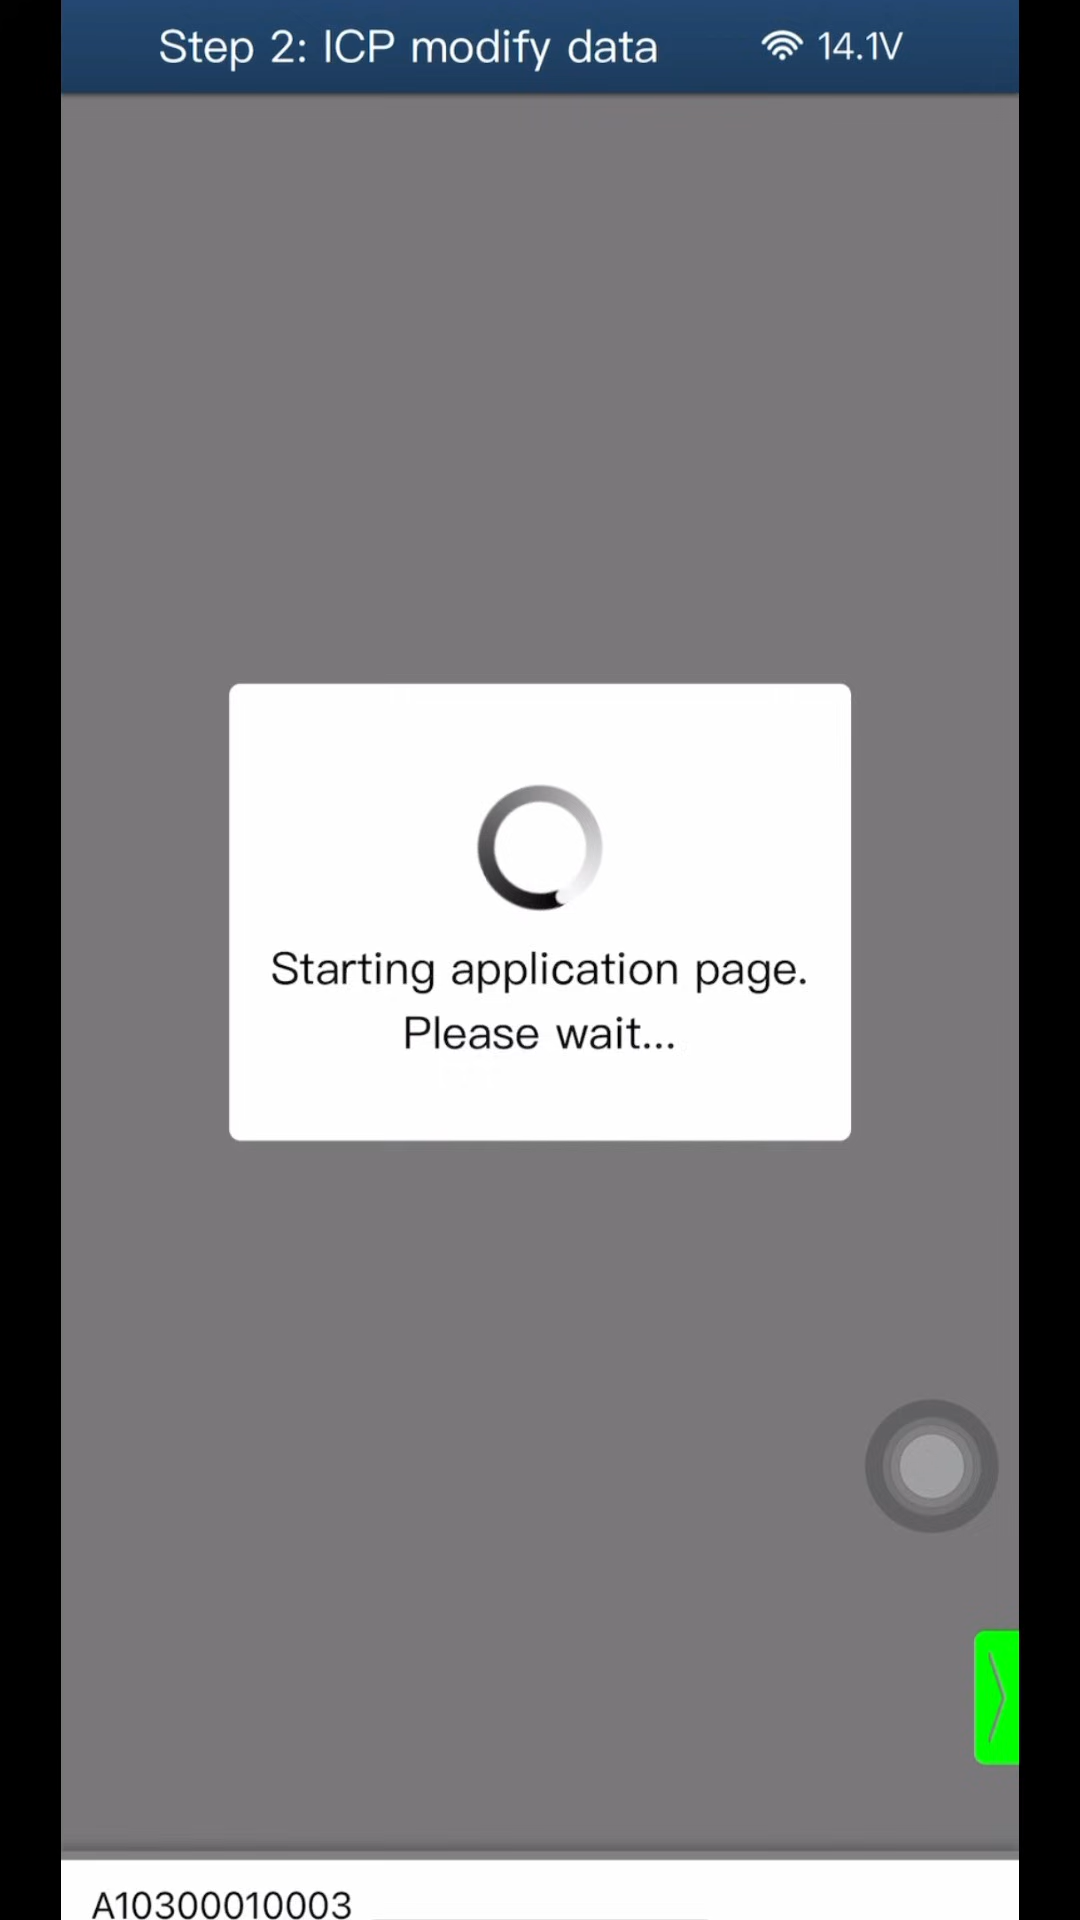 Step 2: ICP modify data 14.1V
Starting application page.
Please wait...
A10300010003